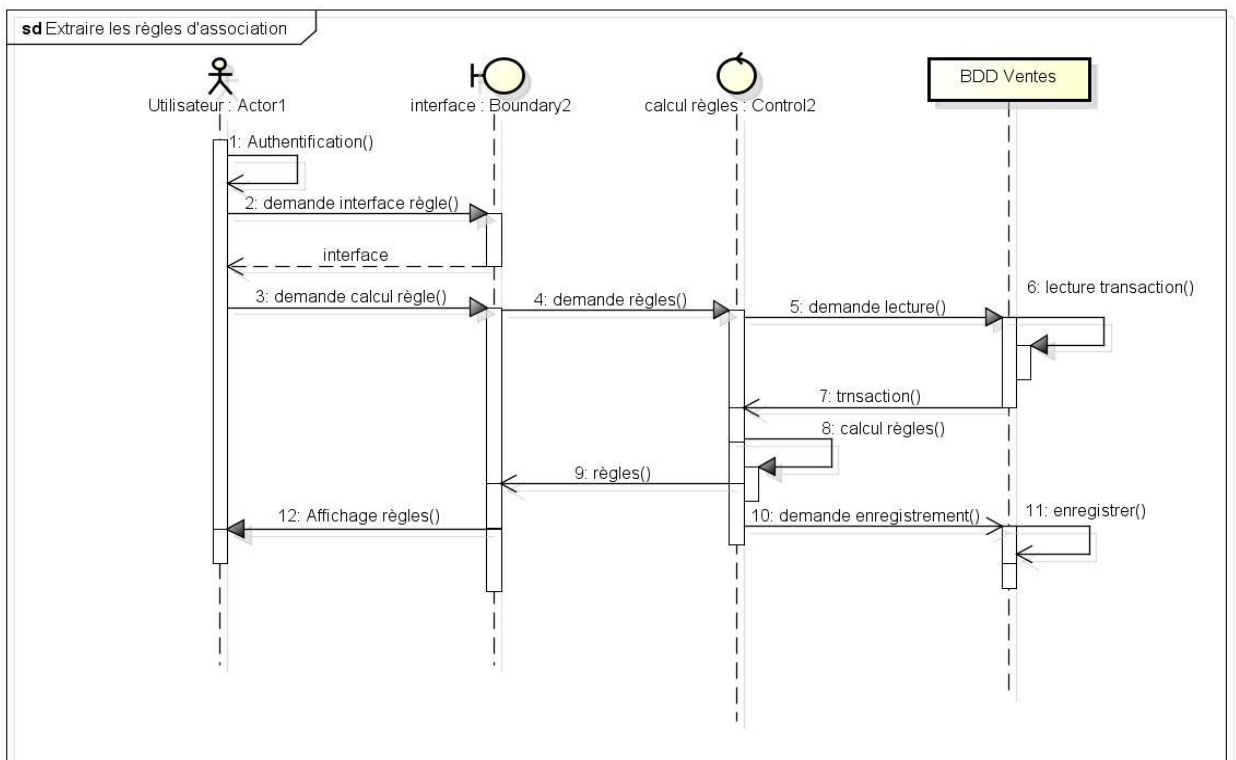 sd Extraire les règles d'association
Utilisateur : Actor1
interface : Boundary2
calcul règles : Control2
BDD Ventes
1: Authentification()
2: demande interface règle()
interface
3: demande calcul règle()
4: demande règles()
5: demande lecture()
6: lecture transaction()
7: trnsaction()
8: calcul règles()
9: règles()
10: demande enregistrement()
11: enregistrer()
12: Affichage règles()